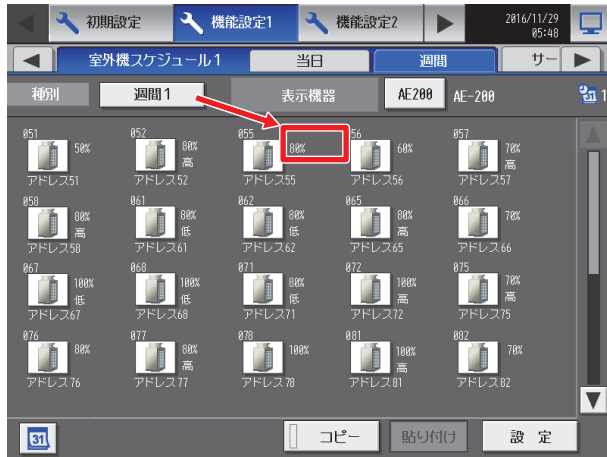 初期設定 機能設定1 機能設定2 2016/11/29
05:48
室外機スケジュール1 当日 週間 サー
種別 週間1 表示機器 AE200 AE-200 31 1
051 50% 052 80% 高 055 80% 56 60% 057 70% 高
アドレス51 アドレス52 アドレス55 アドレス56 アドレス57
058 80% 高 061 80% 低 062 80% 低 065 80% 高 066 70%
アドレス58 アドレス61 アドレス62 アドレス65 アドレス66
067 100% 低 068 100% 低 071 80% 低 072 100% 高 075 70% 高
アドレス67 アドレス68 アドレス71 アドレス72 アドレス75
076 80% 077 80% 高 078 100% 081 100% 高 082 70%
アドレス76 アドレス77 アドレス78 アドレス81 アドレス82
31 コピー 貼り付け 設 定